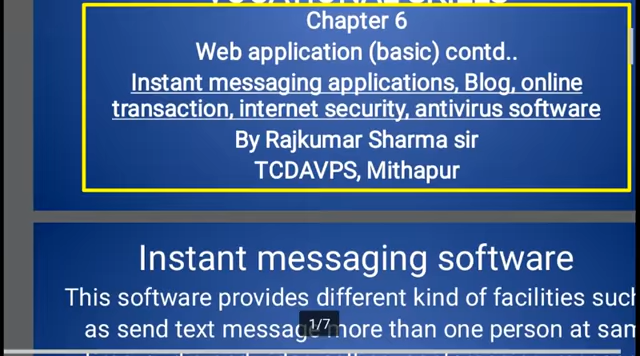 VOCATIONAL SKILLS
Chapter 6
Web application (basic) contd..
Instant messaging applications, Blog, online
transaction, internet security, antivirus software
By Rajkumar Sharma sir
TCDAVPS, Mithapur
Instant messaging software
This software provides different kind of facilities such
as send text message more than one person at
1/7